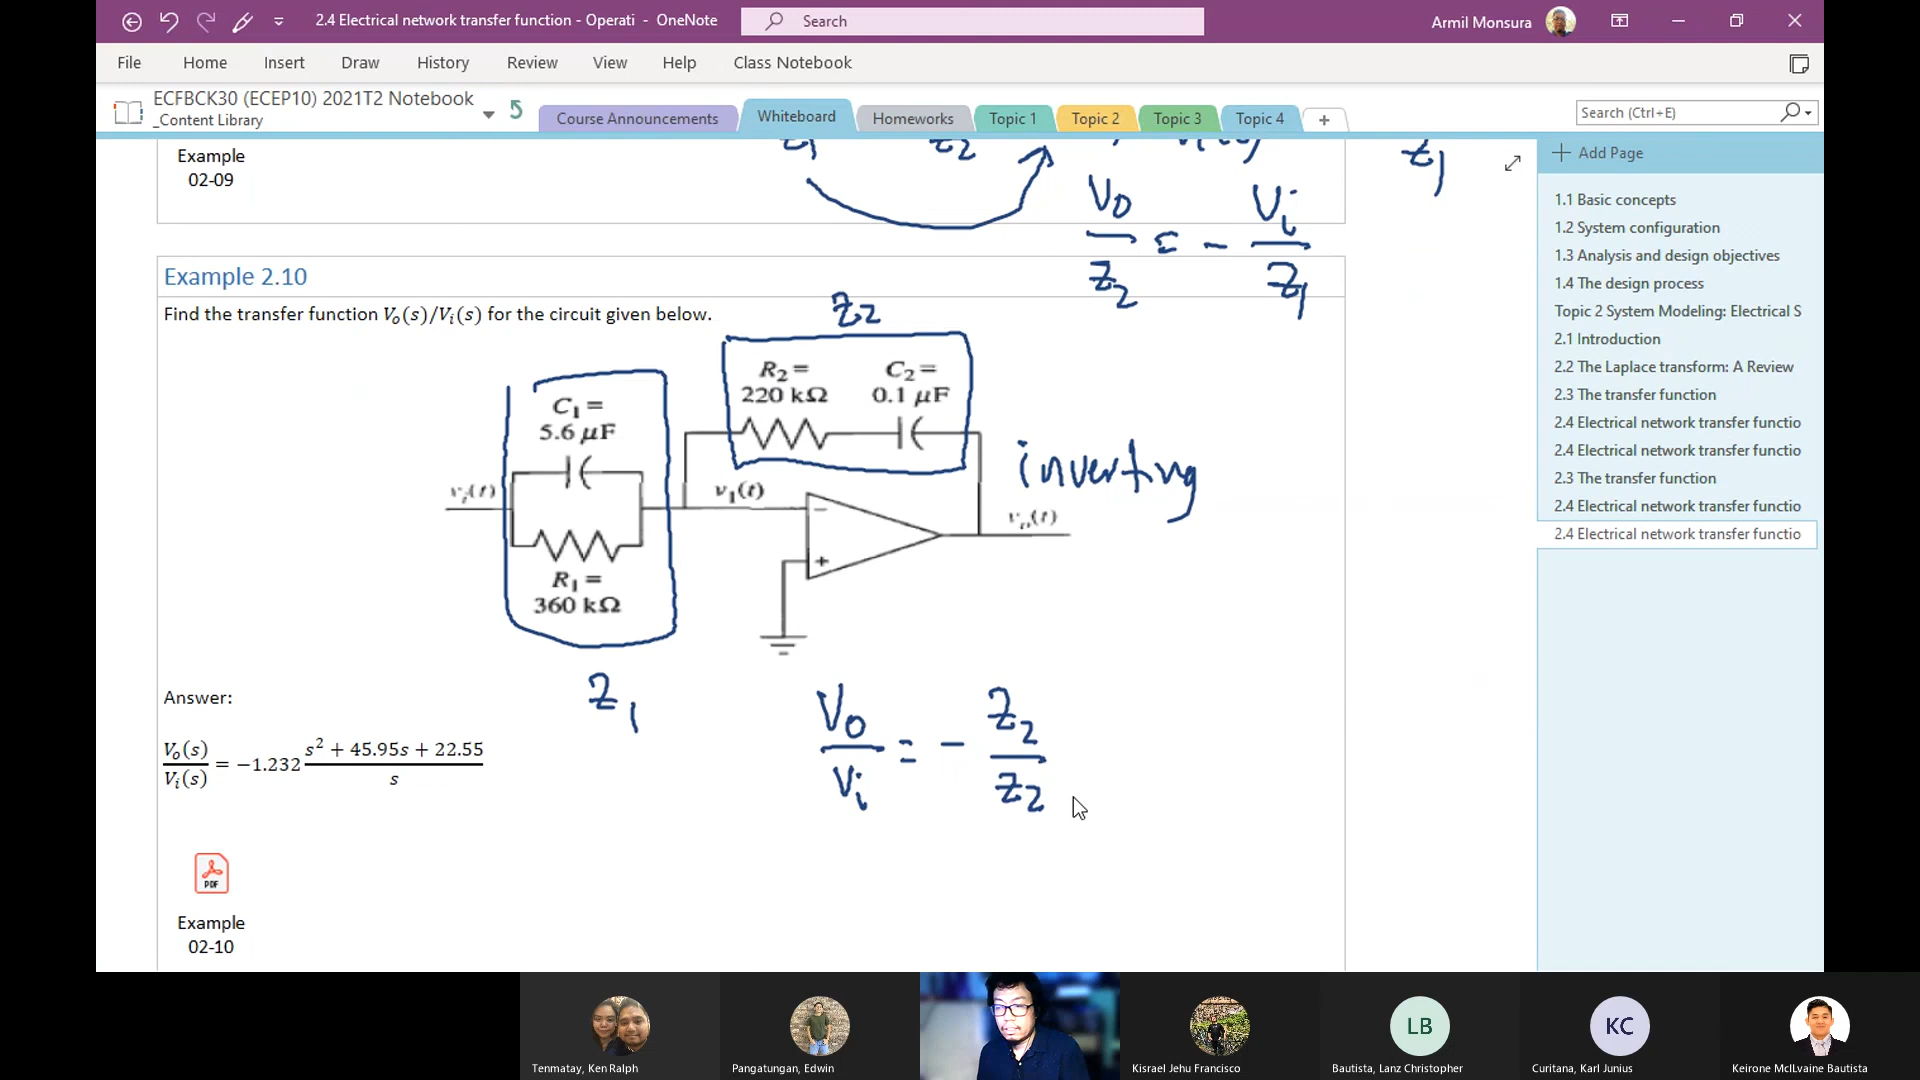 2.4 Electrical network transfer function - Operati - OneNote
Search
Armil Monsura
File Home Insert Draw History Review View Help Class Notebook
ECFBCK30 (ECEP10) 2021T2 Notebook
_Content Library
Course Announcements Whiteboard Homeworks Topic 1 Topic 2 Topic 3 Topic 4 +
Search (Ctrl+E)
Add Page
1.1 Basic concepts
1.2 System configuration
1.3 Analysis and design objectives
1.4 The design process
Topic 2 System Modeling: Electrical S
2.1 Introduction
2.2 The Laplace transform: A Review
2.3 The transfer function
2.4 Electrical network transfer functio
2.4 Electrical network transfer functio
2.3 The transfer function
2.4 Electrical network transfer functio
2.4 Electrical network transfer functio
Example
02-09
Vo/Z2 = - Vi/Z1
Z1
Example 2.10
Find the transfer function Vo(s)/Vi(s) for the circuit given below.
Z2
R2 =
220 kΩ
C2 =
0.1 μF
C1 =
5.6 μF
inverting
vi(t)
v1(t)
−
+
vo(t)
R1 =
360 kΩ
Z1
Vo/Vi = - Z2/Z2
Answer:
Vo(s)/Vi(s) = −1.232 (s² + 45.95s + 22.55)/s
PDF
Example
02-10
LB
KC
Tenmatay, Ken Ralph
Pangatungan, Edwin
Kisrael Jehu Francisco
Bautista, Lanz Christopher
Curitana, Karl Junius
Keirone McIlvaine Bautista